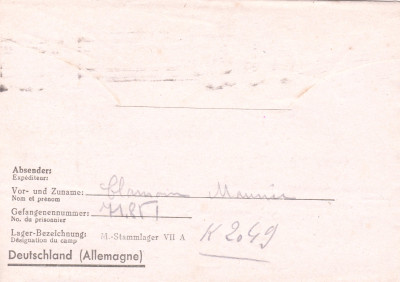 Absender:
Expéditeur:
Vor- und Zuname:
Nom et prénom
Gefangenennummer:
No. du prisonnier
Lager-Bezeichnung: M.-Stammlager VII A K 2049
Désignation du camp
Deutschland (Allemagne)